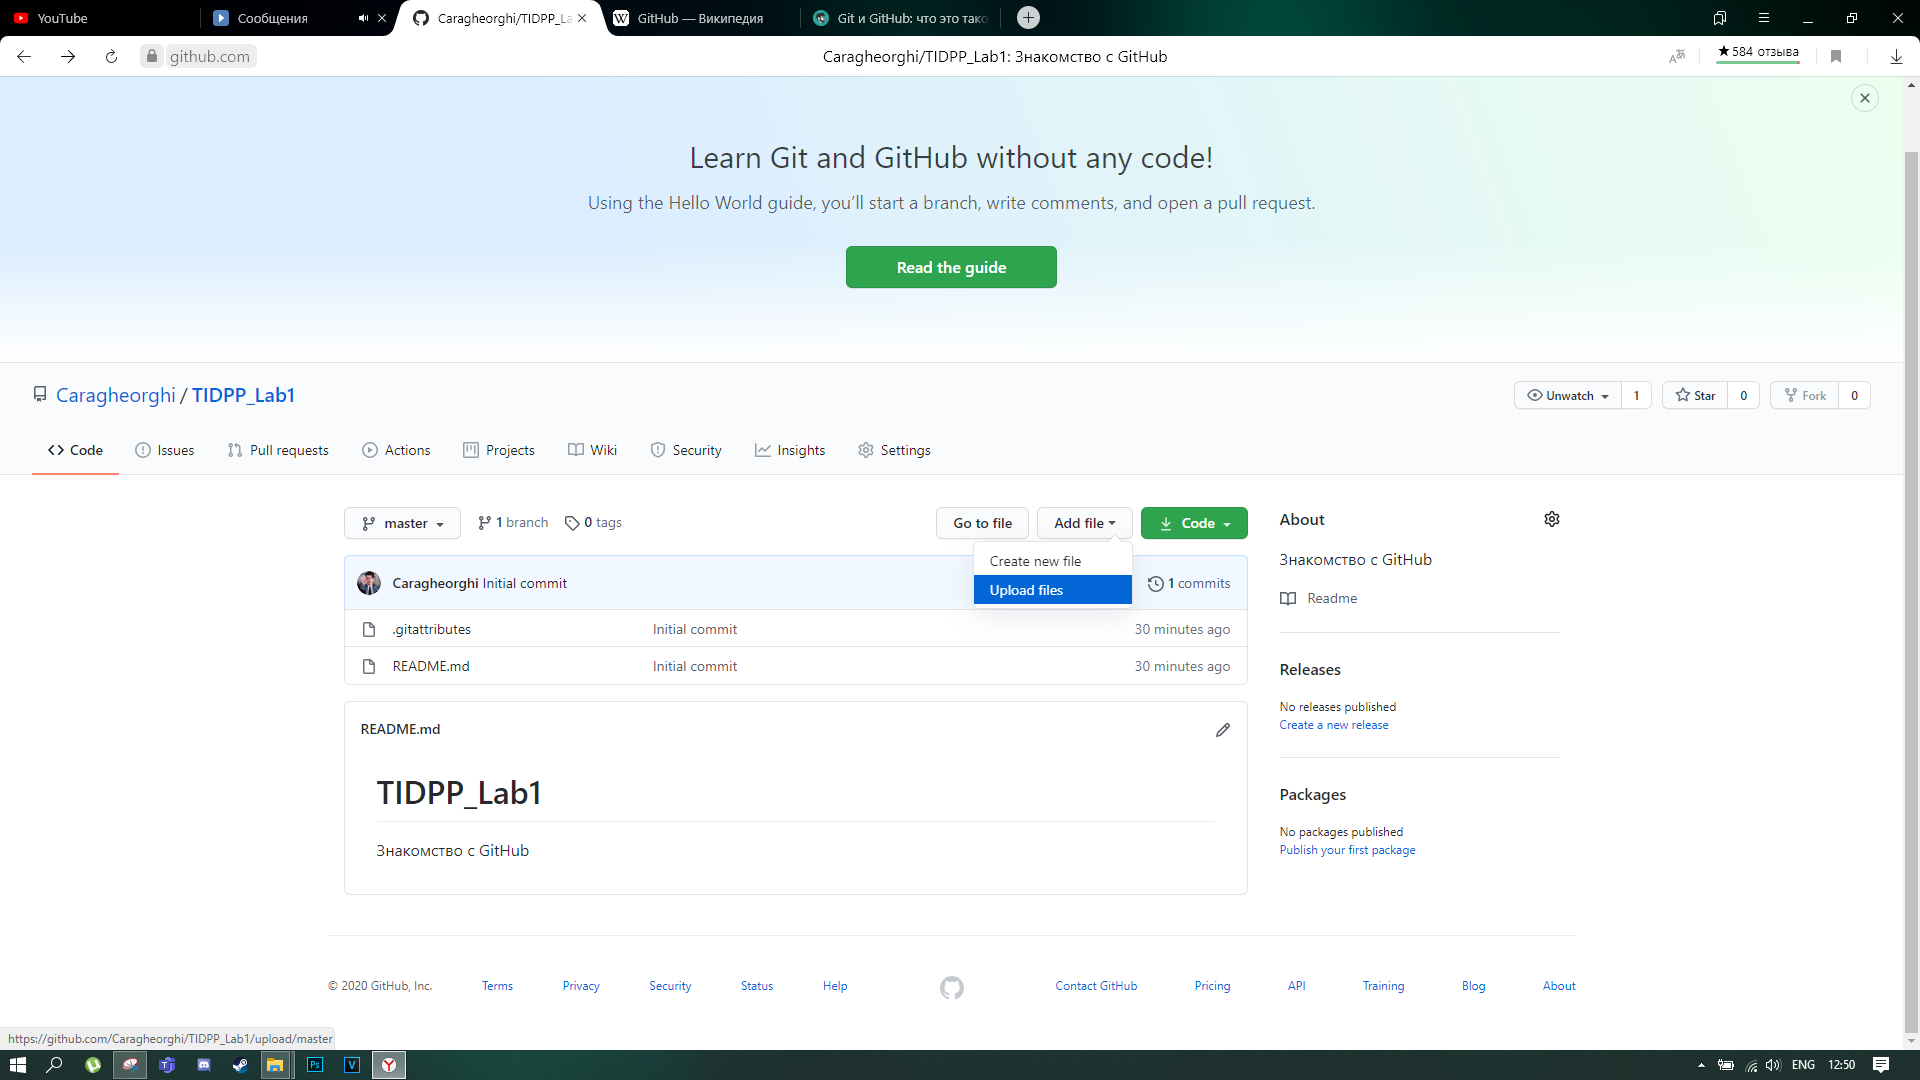 YouTube
Сообщения
Caragheorghi/TIDPP_La
GitHub — Википедия
Git и GitHub: что это тако
github.com
Caragheorghi/TIDPP_Lab1: Знакомство с GitHub
★584 отзыва
Learn Git and GitHub without any code!
Using the Hello World guide, you’ll start a branch, write comments, and open a pull request.
Read the guide
Caragheorghi / TIDPP_Lab1
Unwatch 1
Star 0
Fork 0
Code
Issues
Pull requests
Actions
Projects
Wiki
Security
Insights
Settings
master
1 branch
0 tags
Go to file
Add file
Code
Create new file
Upload files
Caragheorghi Initial commit
1 commits
.gitattributes Initial commit 30 minutes ago
README.md Initial commit 30 minutes ago
README.md
TIDPP_Lab1
Знакомство с GitHub
About
Знакомство с GitHub
Readme
Releases
No releases published
Create a new release
Packages
No packages published
Publish your first package
© 2020 GitHub, Inc.
Terms
Privacy
Security
Status
Help
Contact GitHub
Pricing
API
Training
Blog
About
https://github.com/Caragheorghi/TIDPP_Lab1/upload/master
Ps
V
ENG
12:50